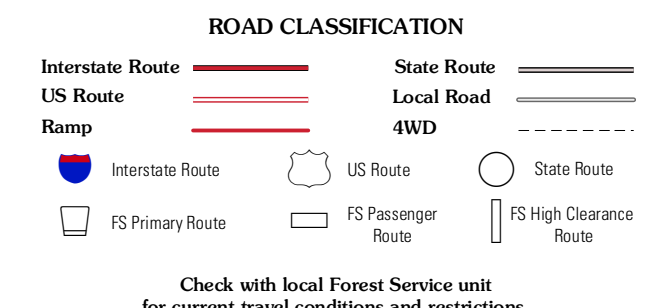 ROAD CLASSIFICATION
Interstate Route
State Route
US Route
Local Road
Ramp
4WD
Interstate Route
US Route
State Route
FS Primary Route
FS Passenger
Route
FS High Clearance
Route
Check with local Forest Service unit
for current travel conditions and restrictions